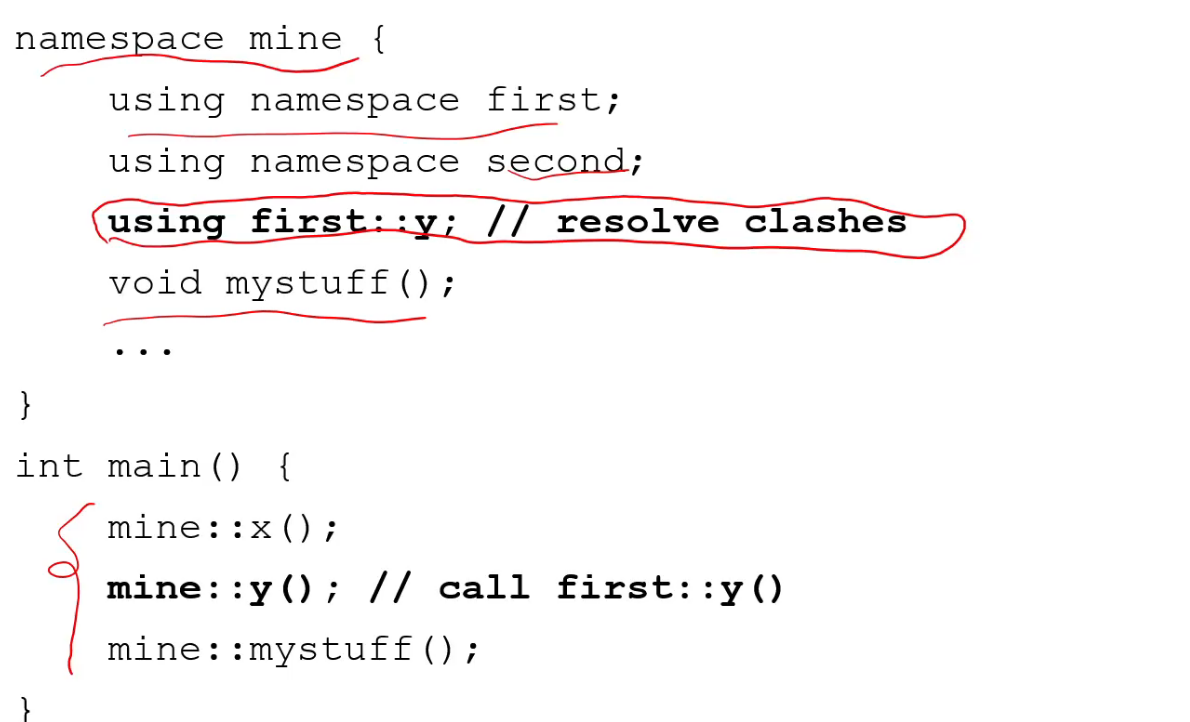 namespace mine {
using namespace first;
using namespace second;
using first::y; // resolve clashes
void mystuff();
...
}
int main() {
mine::x();
mine::y(); // call first::y()
mine::mystuff();
}